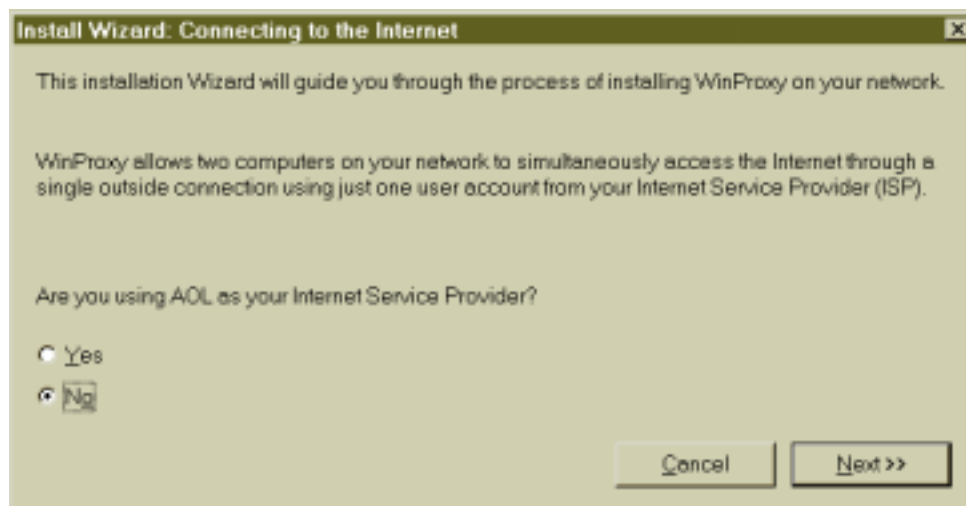 Install Wizard: Connecting to the Internet
This installation Wizard will guide you through the process of installing WinProxy on your network.
WinProxy allows two computers on your network to simultaneously access the Internet through a
single outside connection using just one user account from your Internet Service Provider (ISP).
Are you using AOL as your Internet Service Provider?
Yes
No
Cancel
Next >>